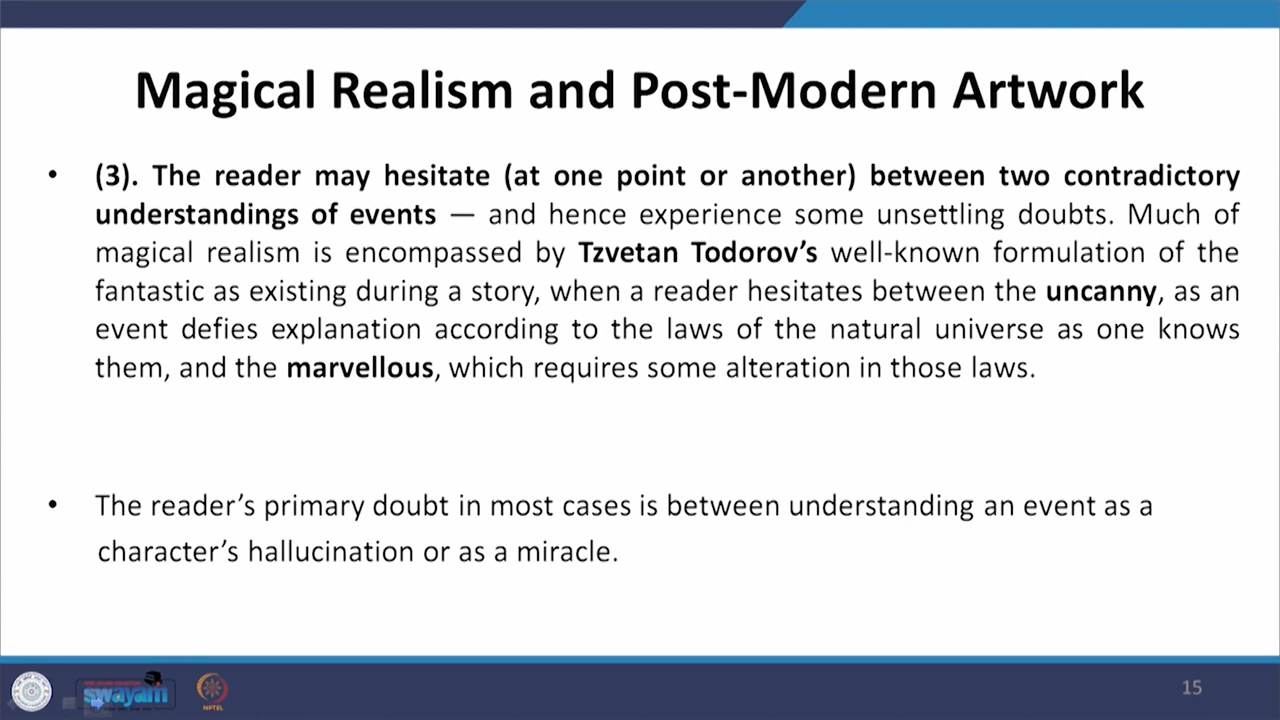 Magical Realism and Post-Modern Artwork
• (3). The reader may hesitate (at one point or another) between two contradictory
understandings of events — and hence experience some unsettling doubts. Much of
magical realism is encompassed by Tzvetan Todorov’s well-known formulation of the
fantastic as existing during a story, when a reader hesitates between the uncanny, as an
event defies explanation according to the laws of the natural universe as one knows
them, and the marvellous, which requires some alteration in those laws.
• The reader’s primary doubt in most cases is between understanding an event as a
character’s hallucination or as a miracle.
swayam
NPTEL
15